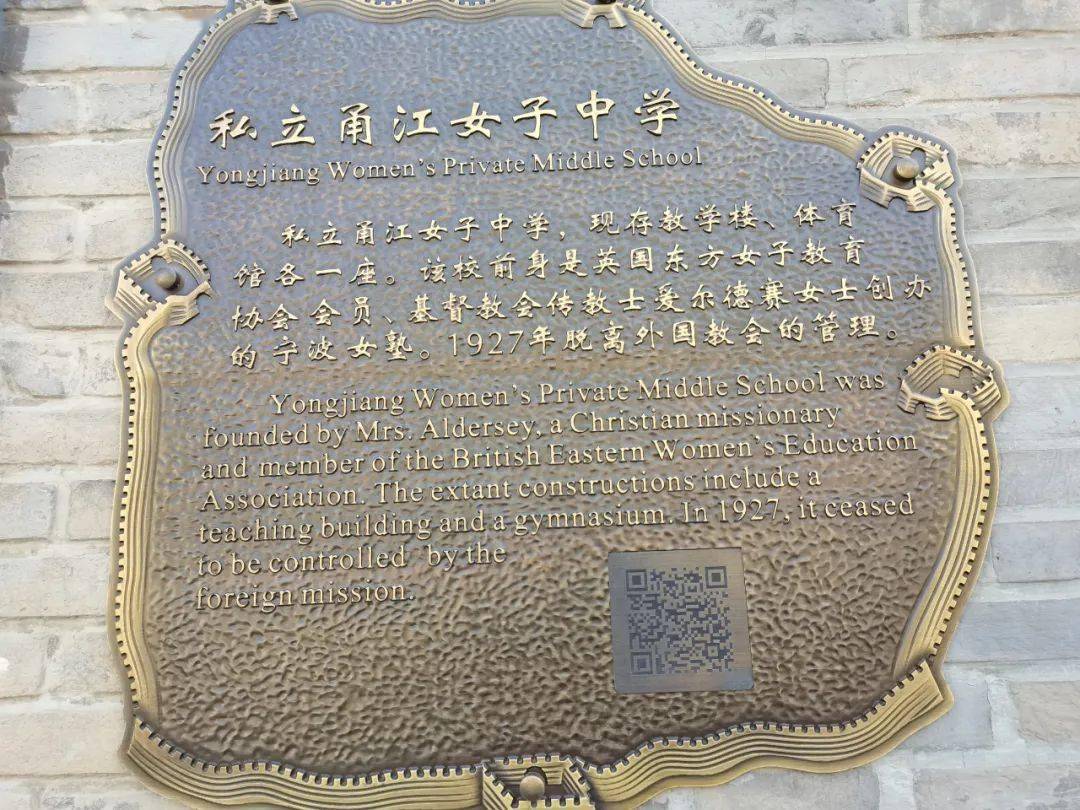 私立甬江女子中学
Yongjiang Women's Private Middle School
私立甬江女子中学，现存教学楼、体育
馆各一座。该校前身是英国东方女子教育
协会会员、基督教会传教士爱尔德赛女士创办
的宁波女塾。1927年脱离外国教会的管理。
Yongjiang Women's Private Middle School was
founded by Mrs. Aldersey, a Christian missionary
and member of the British Eastern Women's Education
Association. The extant constructions include a
teaching building and a gymnasium. In 1927, it ceased
to be controlled by the
foreign mission.